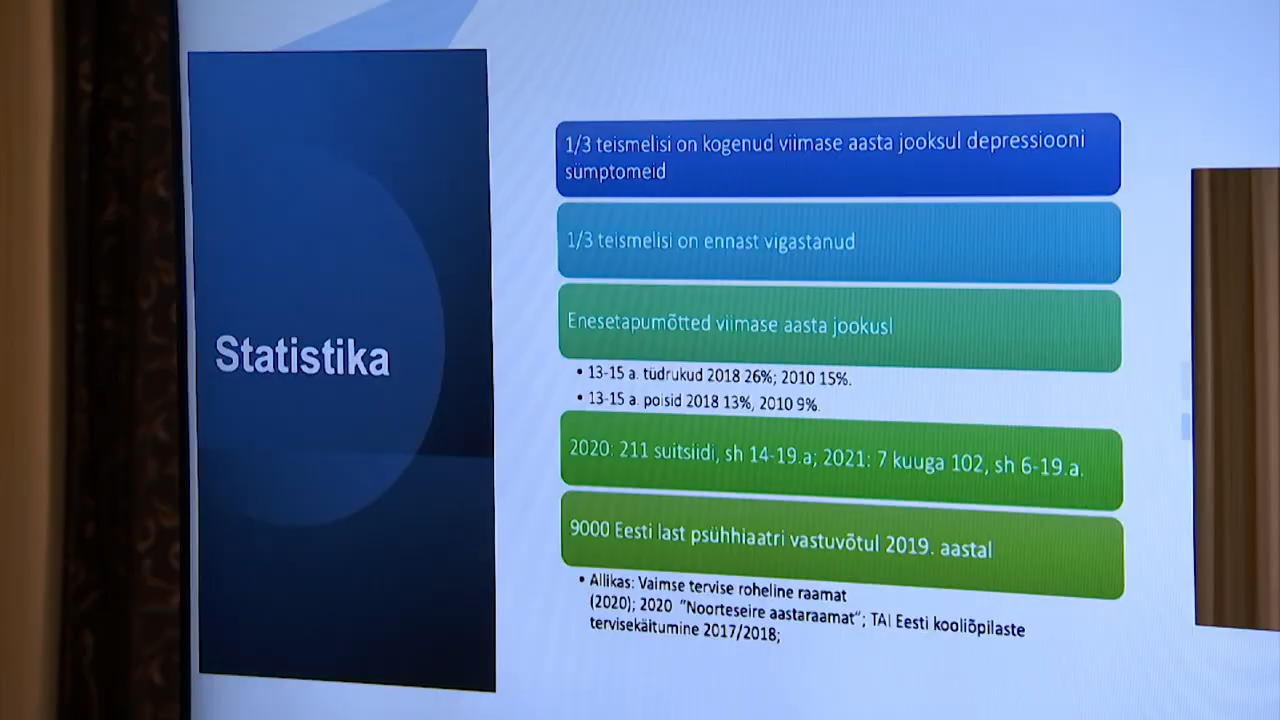 Statistika
1/3 teismelisi on kogenud viimase aasta jooksul depressiooni
sümptomeid
1/3 teismelisi on ennast vigastanud
Enesetapumõtted viimase aasta jookusl
• 13-15 a. tüdrukud 2018 26%; 2010 15%.
• 13-15 a. poisid 2018 13%, 2010 9%.
2020: 211 suitsiidi, sh 14-19.a; 2021: 7 kuuga 102, sh 6-19.a.
9000 Eesti last psühhiaatri vastuvõtul 2019. aastal
• Allikas: Vaimse tervise roheline raamat
(2020); 2020 "Noorteseire aastaraamat"; TAI Eesti kooliõpilaste
tervisekäitumine 2017/2018;